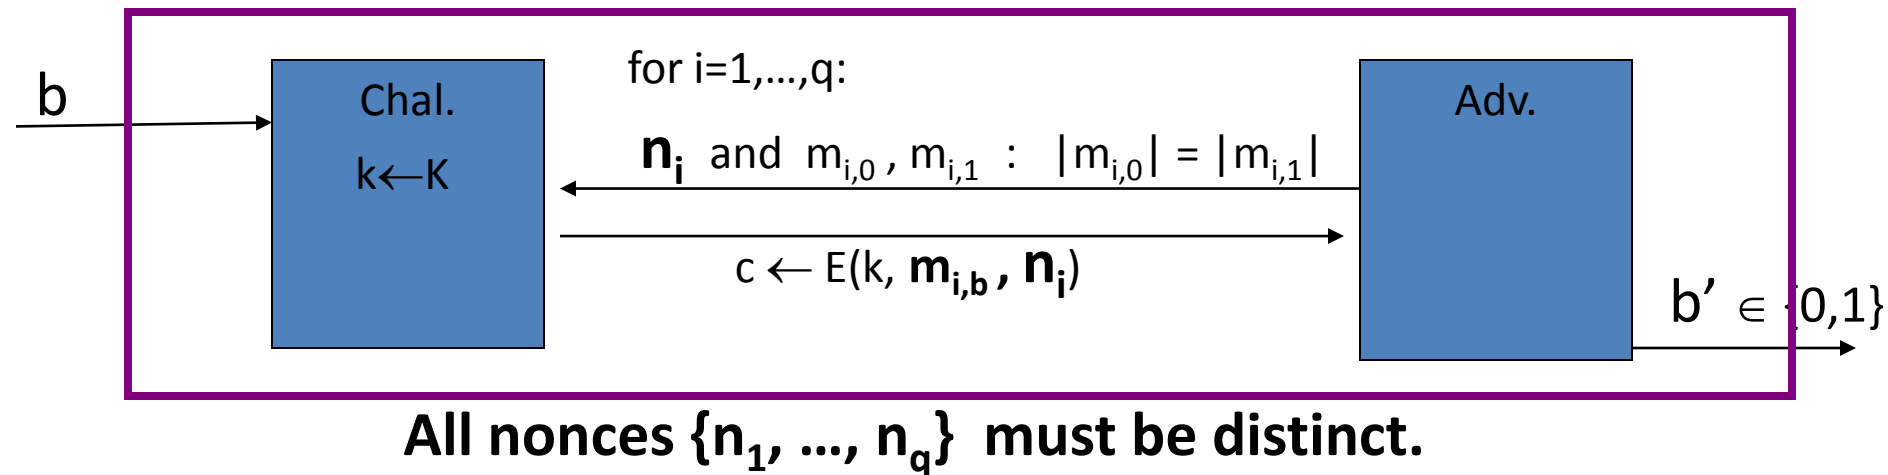 b
Chal.
k←K
for i=1,…,q:
nᵢ and mᵢ,₀ , mᵢ,₁ : |mᵢ,₀| = |mᵢ,₁|
c ← E(k, mᵢ,b , nᵢ)
Adv.
b’ ∈ {0,1}
All nonces {n₁, …, nq} must be distinct.